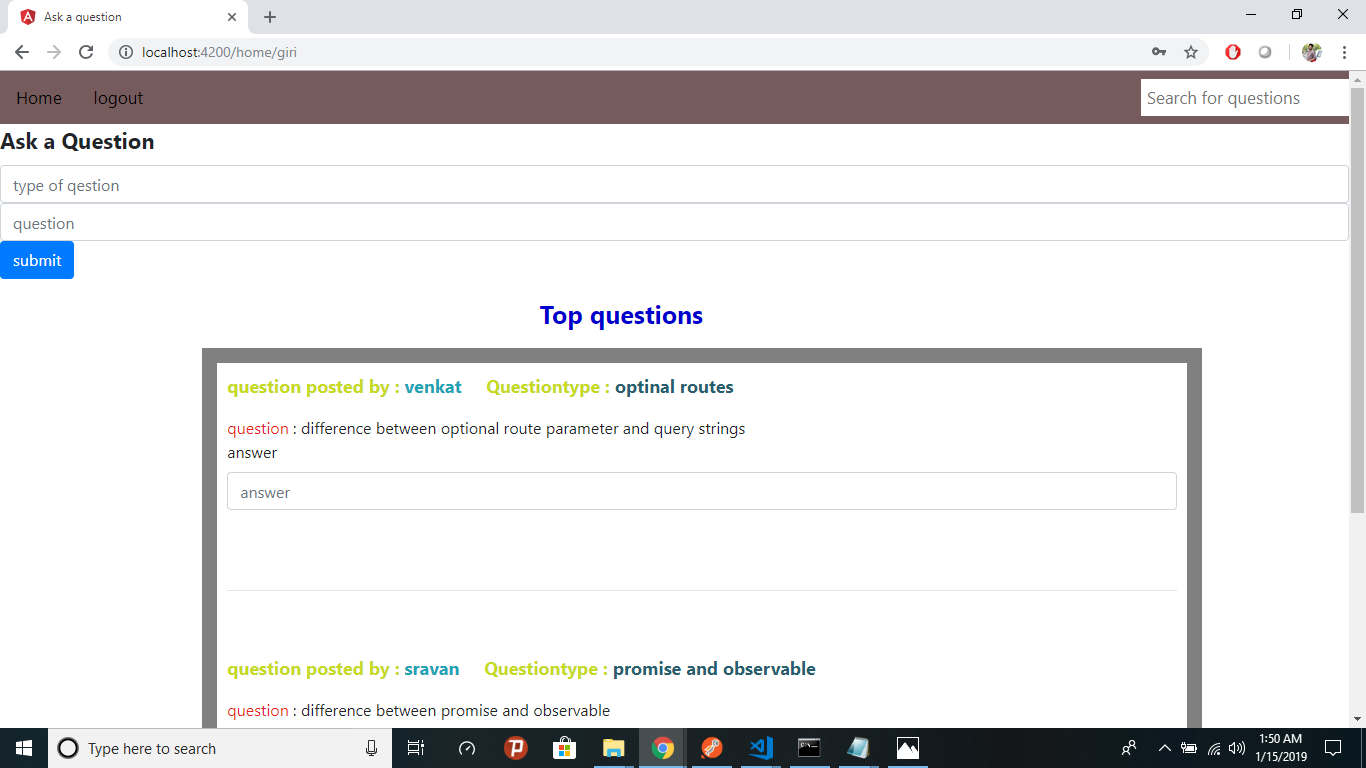 Ask a question
localhost:4200/home/giri
Home logout Search for questions
Ask a Question
type of qestion
question
submit
Top questions
question posted by : venkat Questiontype : optinal routes
question : difference between optional route parameter and query strings
answer
answer
question posted by : sravan Questiontype : promise and observable
question : difference between promise and observable
Type here to search
1:50 AM
1/15/2019